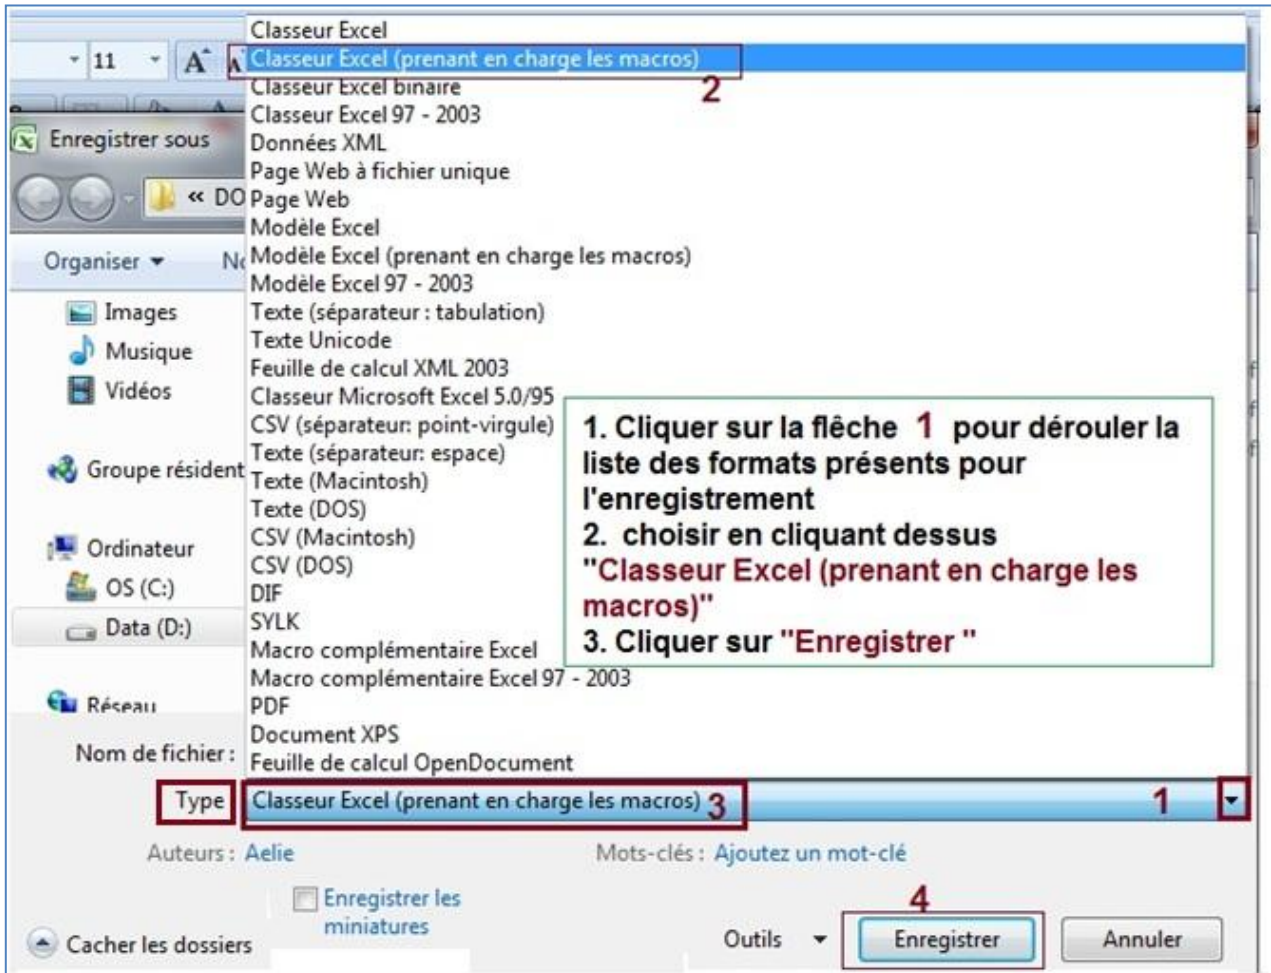 Classeur Excel
11 A Classeur Excel (prenant en charge les macros)
Classeur Excel binaire 2
Classeur Excel 97 - 2003
Enregistrer sous Données XML
Page Web à fichier unique
« DO Page Web
Modèle Excel
Organiser Modèle Excel (prenant en charge les macros)
Modèle Excel 97 - 2003
Images Texte (séparateur : tabulation)
Texte Unicode
Musique
Feuille de calcul XML 2003
Vidéos Classeur Microsoft Excel 5.0/95
CSV (séparateur: point-virgule)
Texte (séparateur: espace)
Groupe résident
Texte (Macintosh)
Texte (DOS)
CSV (Macintosh)
Ordinateur
CSV (DOS)
OS (C:)
DIF
Data (D:) SYLK
Macro complémentaire Excel
Macro complémentaire Excel 97 - 2003
Réseau PDF
Document XPS
Feuille de calcul OpenDocument
1. Cliquer sur la flêche 1 pour dérouler la
liste des formats présents pour
l'enregistrement
2. choisir en cliquant dessus
"Classeur Excel (prenant en charge les
macros)"
3. Cliquer sur "Enregistrer "
Nom de fichier :
Type Classeur Excel (prenant en charge les macros) 3 1
Auteurs : Aelie Mots-clés : Ajoutez un mot-clé
Enregistrer les
miniatures
4
Cacher les dossiers Outils Enregistrer Annuler